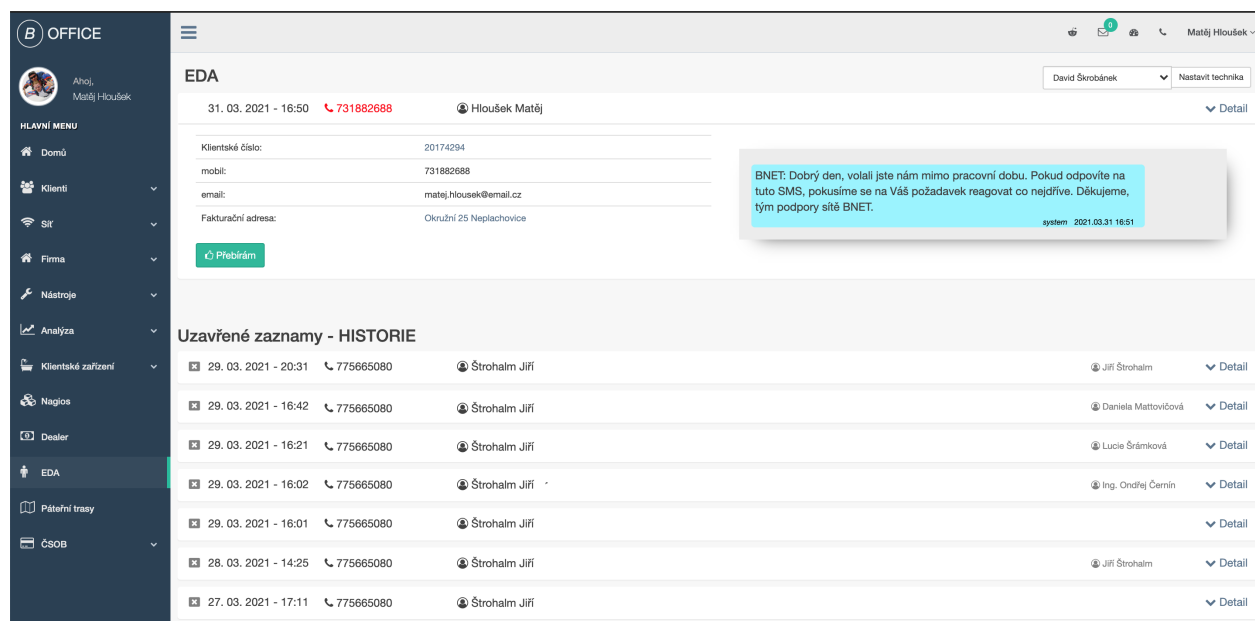 B OFFICE
0
Matěj Hloušek
Ahoj,
Matěj Hloušek
HLAVNÍ MENU
Domů
Klienti
Síť
Firma
Nástroje
Analýza
Klientské zařízení
Nagios
Dealer
EDA
Páteřní trasy
ČSOB
EDA
David Škrobánek
Nastavit technika
31. 03. 2021 - 16:50 731882688 Hloušek Matěj Detail
Klientské číslo: 20174294
mobil: 731882688
email: matej.hlousek@email.cz
Fakturační adresa: Okružní 25 Neplachovice
Přebírám
BNET: Dobrý den, volali jste nám mimo pracovní dobu. Pokud odpovíte na
tuto SMS, pokusíme se na Váš požadavek reagovat co nejdříve. Děkujeme,
tým podpory sítě BNET.
system 2021.03.31 16:51
Uzavřené zaznamy - HISTORIE
29. 03. 2021 - 20:31 775665080 Štrohalm Jiří Jiří Štrohalm Detail
29. 03. 2021 - 16:42 775665080 Štrohalm Jiří Daniela Mattovičová Detail
29. 03. 2021 - 16:21 775665080 Štrohalm Jiří Lucie Šrámková Detail
29. 03. 2021 - 16:02 775665080 Štrohalm Jiří Ing. Ondřej Černín Detail
29. 03. 2021 - 16:01 775665080 Štrohalm Jiří Detail
28. 03. 2021 - 14:25 775665080 Štrohalm Jiří Jiří Štrohalm Detail
27. 03. 2021 - 17:11 775665080 Štrohalm Jiří Detail